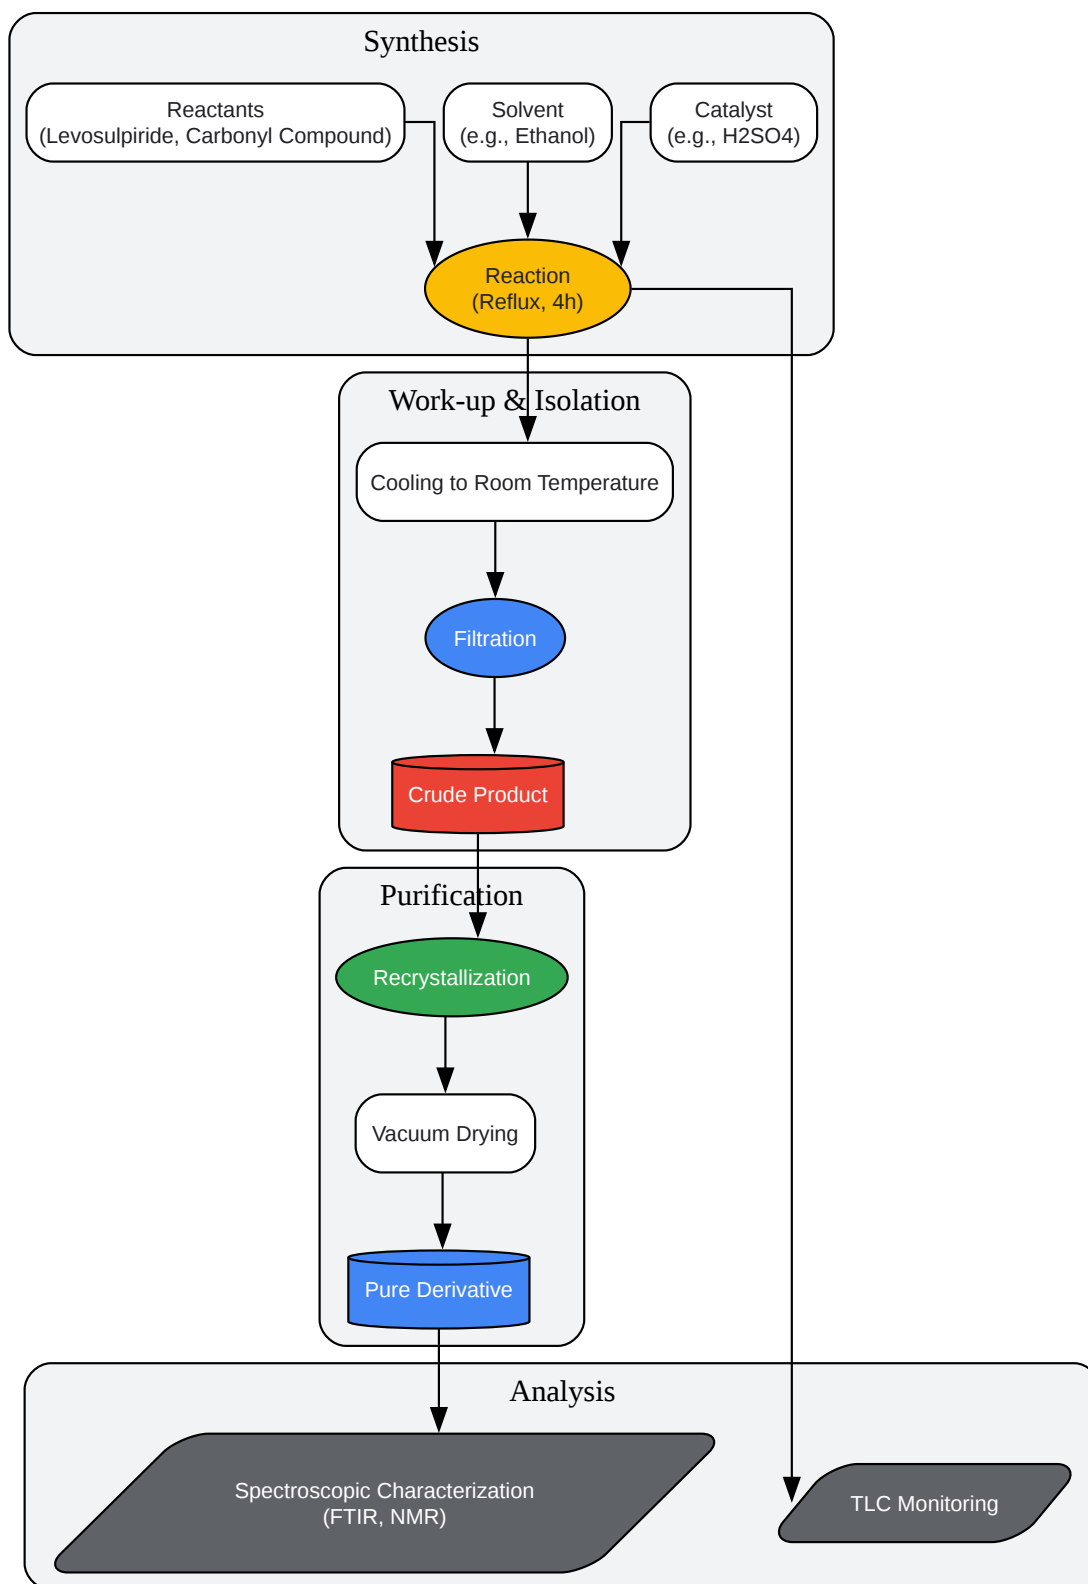 Synthesis
Reactants
(Levosulpiride, Carbonyl Compound)
Solvent
(e.g., Ethanol)
Catalyst
(e.g., H2SO4)
Reaction
(Reflux, 4h)
Work-up & Isolation
Cooling to Room Temperature
Filtration
Crude Product
Purification
Recrystallization
Vacuum Drying
Pure Derivative
Analysis
Spectroscopic Characterization
(FTIR, NMR)
TLC Monitoring